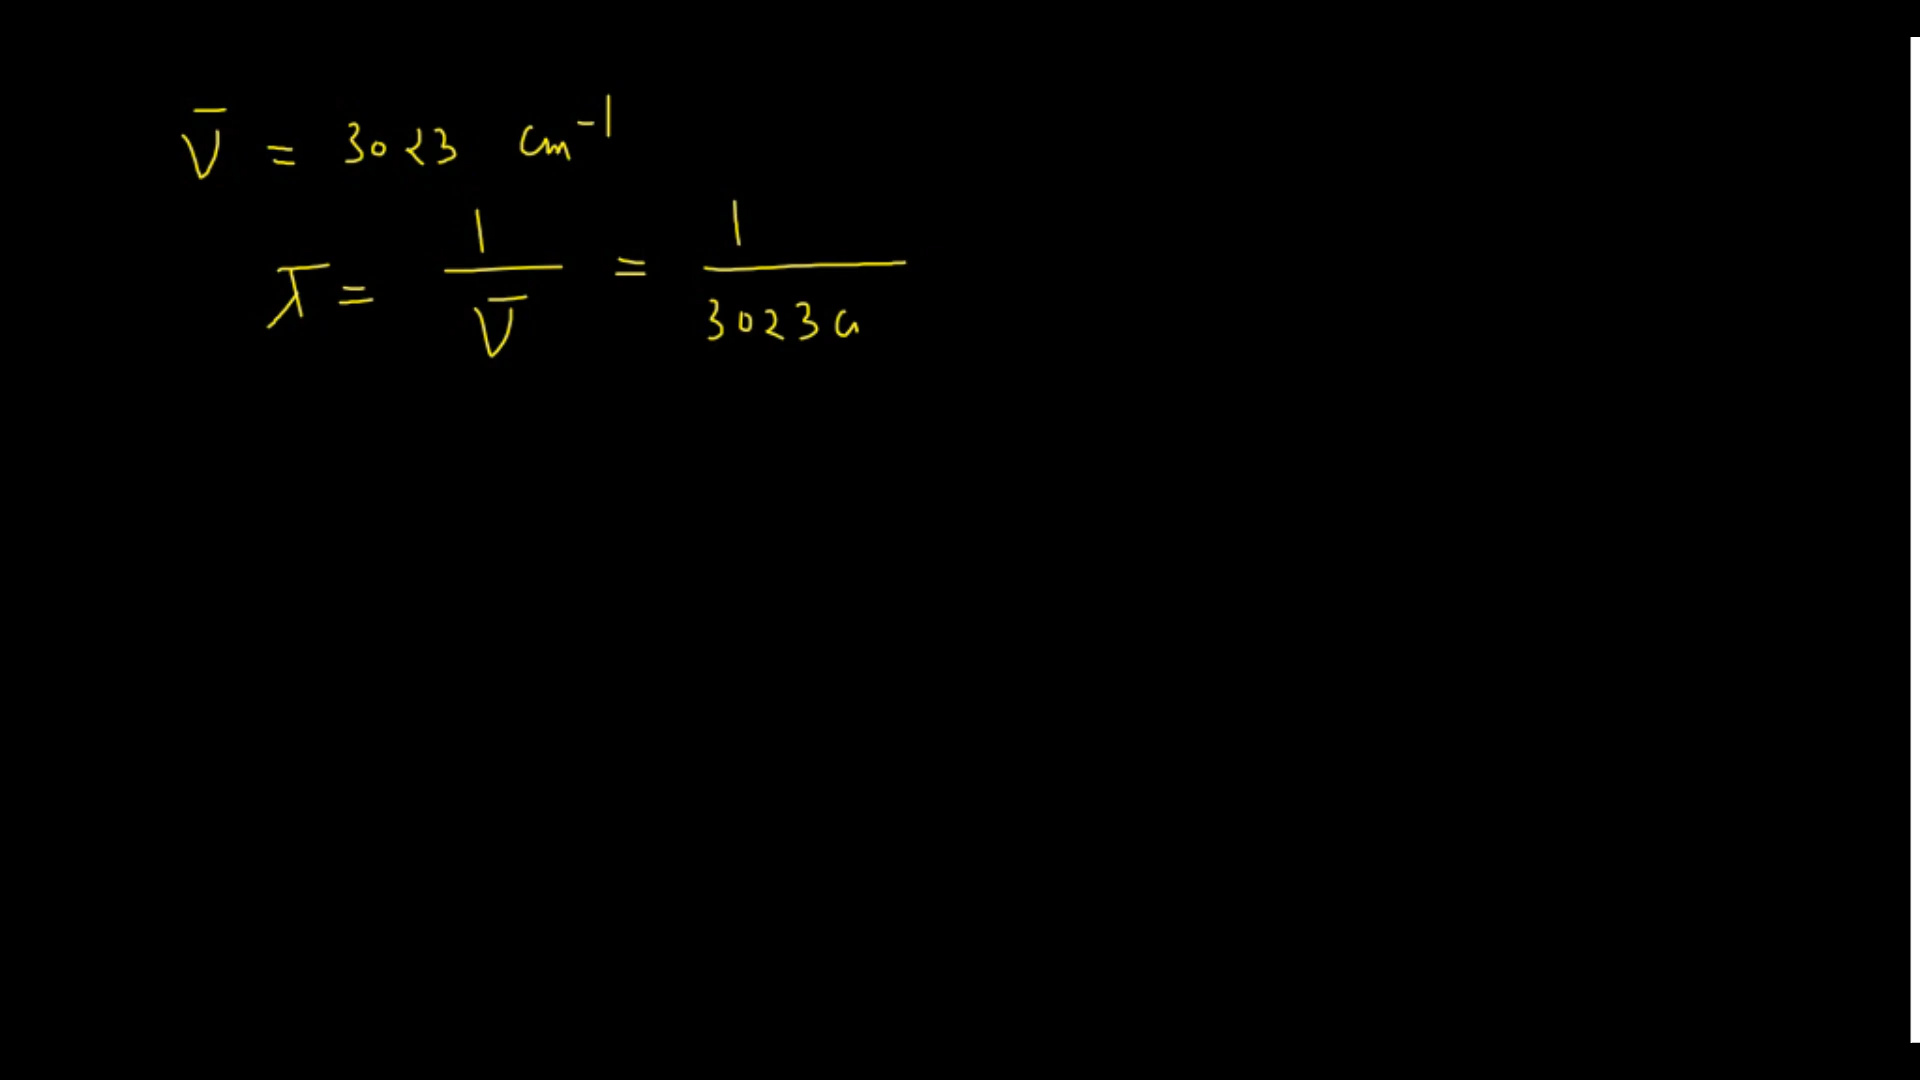 ν̄ = 3023 cm⁻¹
λ = 1/ν̄ = 1/3023 c